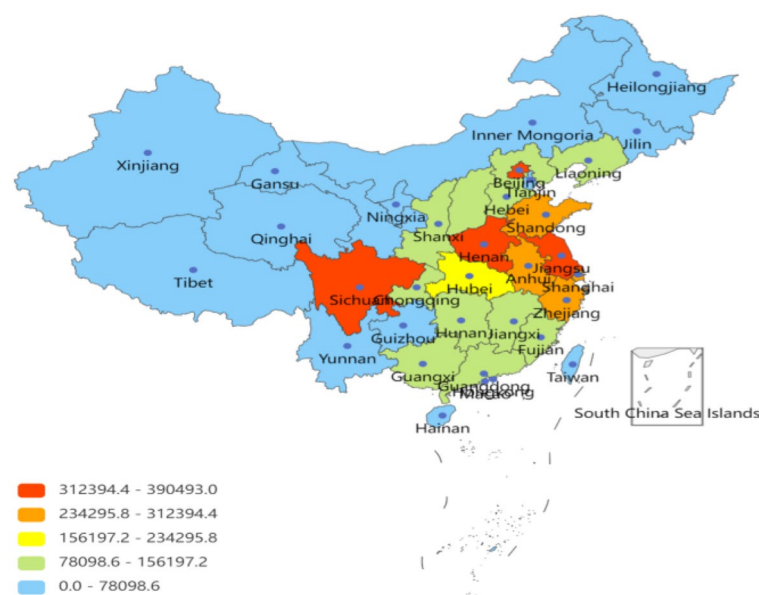 Heilongjiang
Inner Mongoria
Jilin
Xinjiang
Gansu
Beijing
Liaoning
Tianjin
Ningxia
Hebei
Shandong
Qinghai
Shanxi
Henan
Jiangsu
Tibet
Anhui
Shanghai
Sichuan
Chongqing
Hubei
Zhejiang
Guizhou
Hunan
Jiangxi
Fujian
Yunnan
Guangxi
Taiwan
Guangdong
Hongkong
Macao
South China Sea Islands
Hainan
312394.4 - 390493.0
234295.8 - 312394.4
156197.2 - 234295.8
78098.6 - 156197.2
0.0 - 78098.6